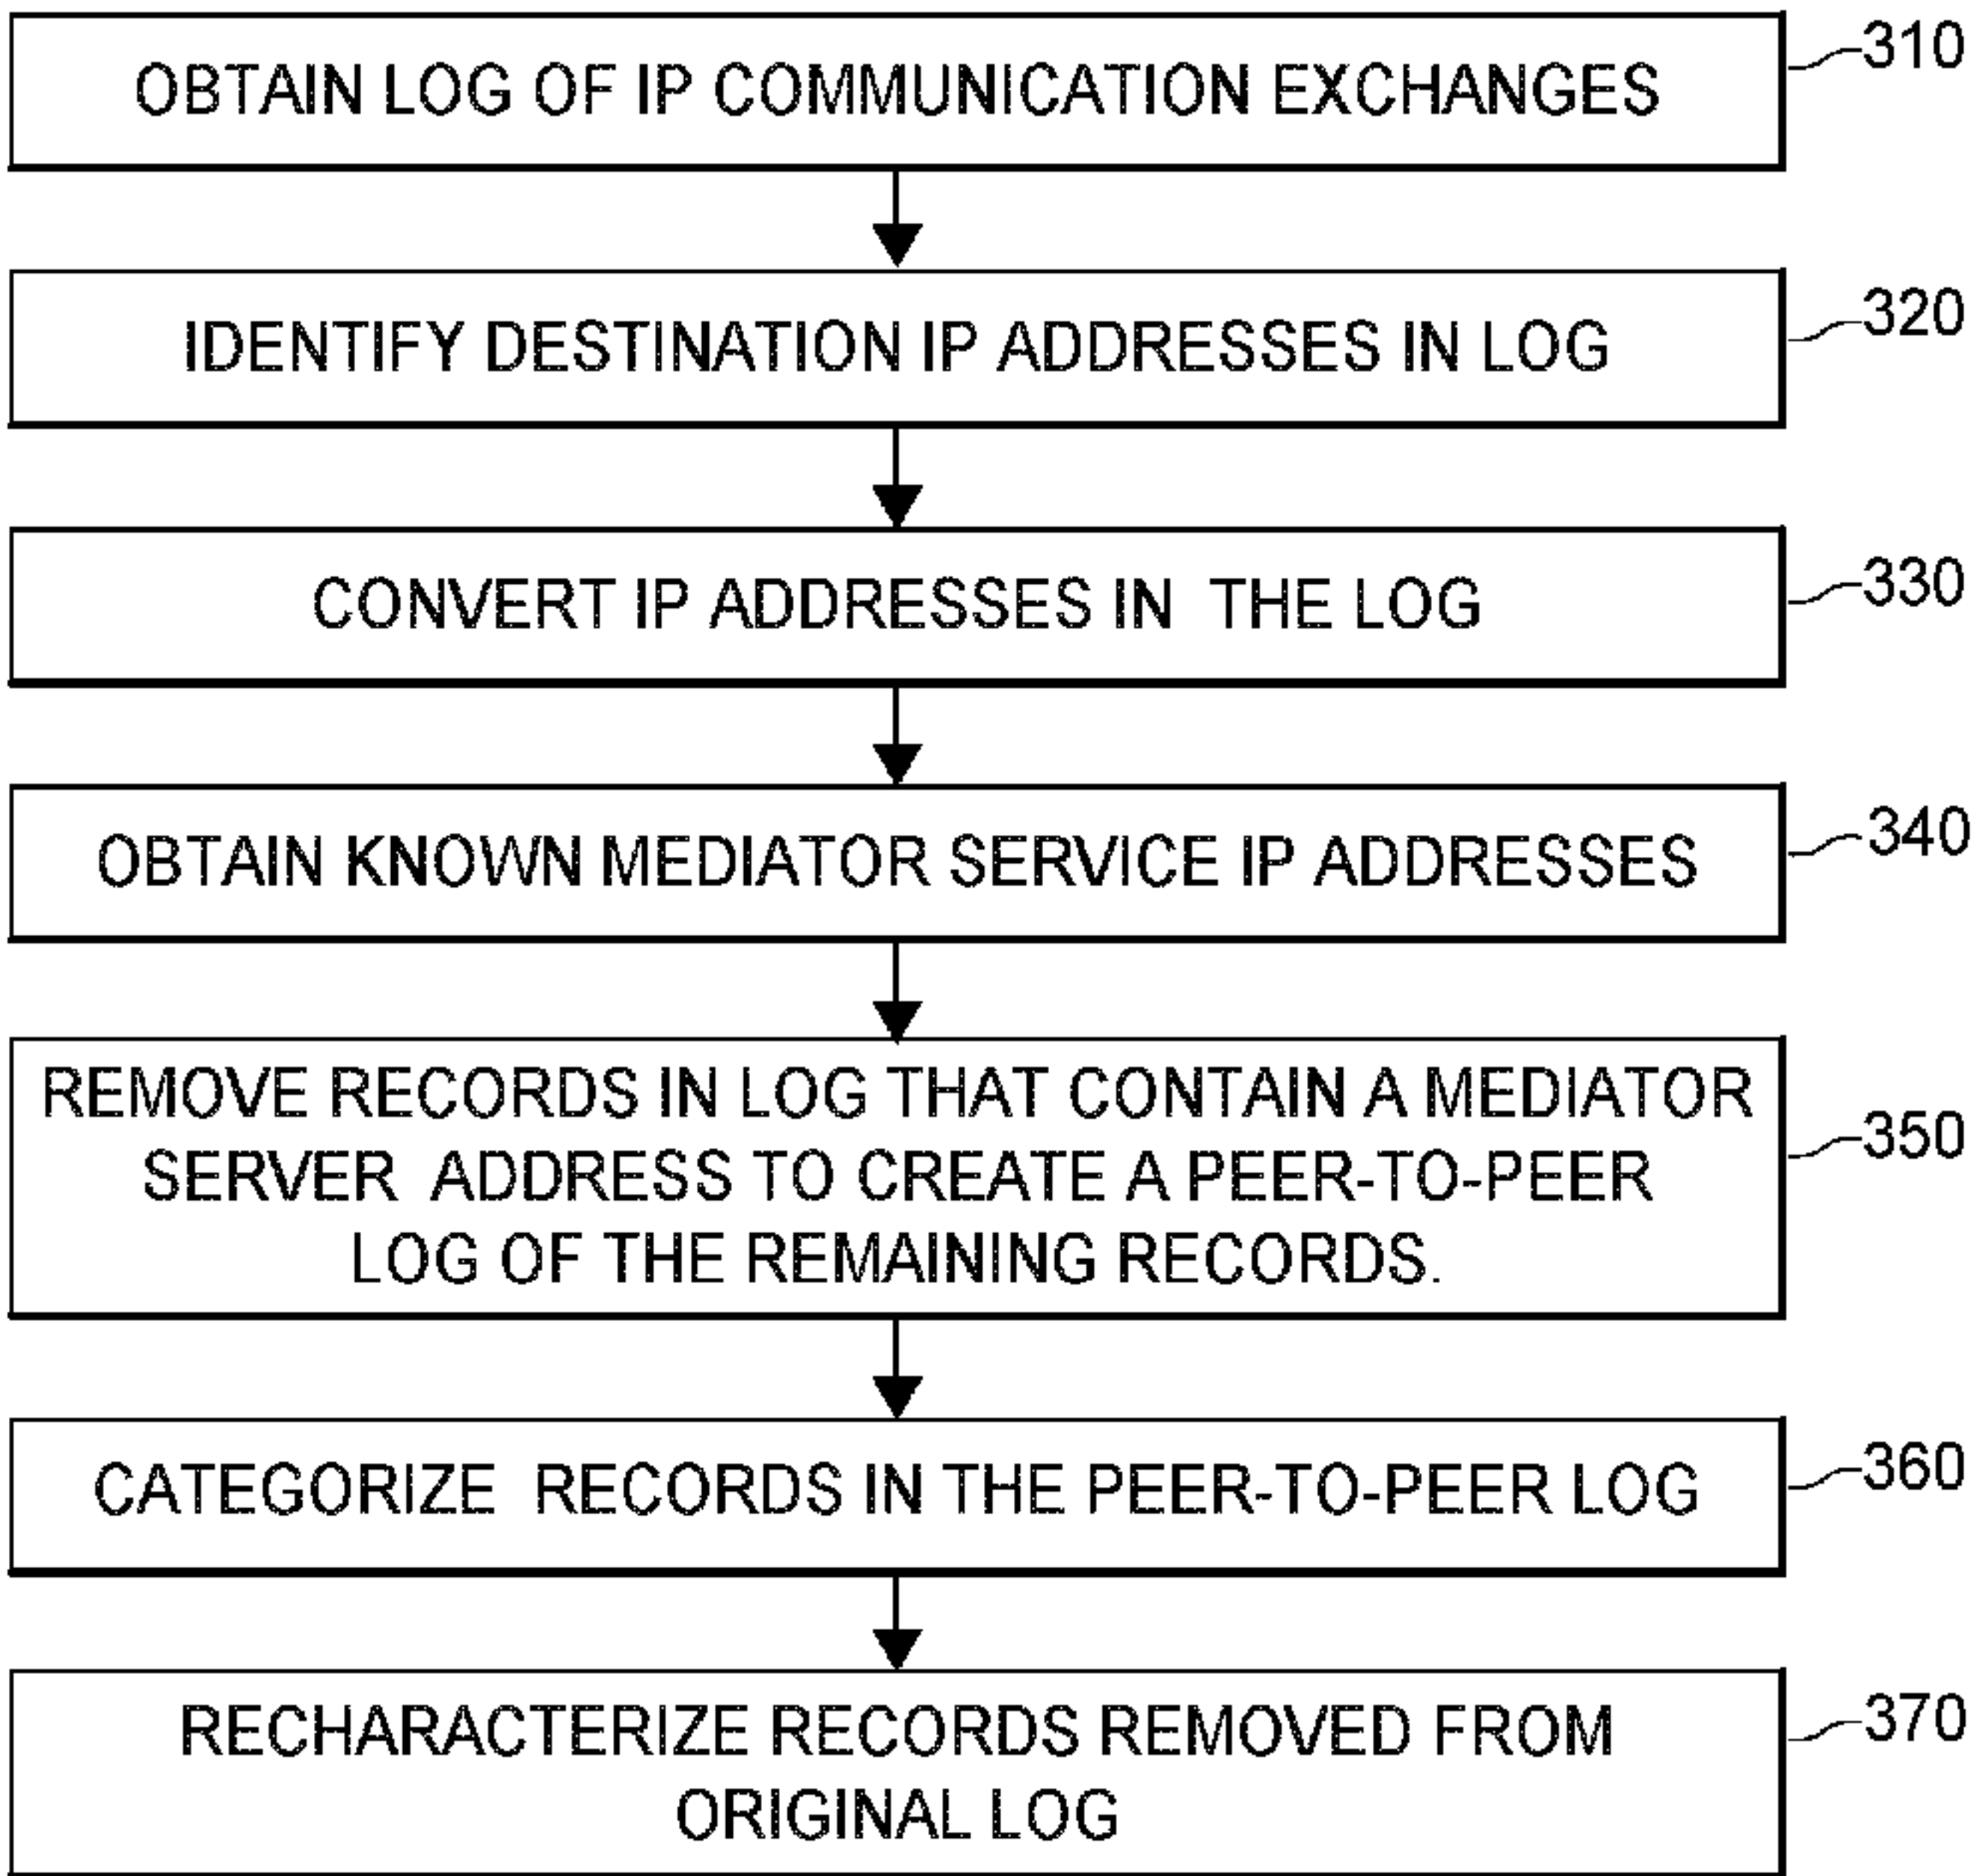 OBTAIN LOG OF IP COMMUNICATION EXCHANGES
310
IDENTIFY DESTINATION IP ADDRESSES IN LOG
320
CONVERT IP ADDRESSES IN THE LOG
330
OBTAIN KNOWN MEDIATOR SERVICE IP ADDRESSES
340
REMOVE RECORDS IN LOG THAT CONTAIN A MEDIATOR
SERVER ADDRESS TO CREATE A PEER-TO-PEER
LOG OF THE REMAINING RECORDS.
350
CATEGORIZE RECORDS IN THE PEER-TO-PEER LOG
360
RECHARACTERIZE RECORDS REMOVED FROM
ORIGINAL LOG
370